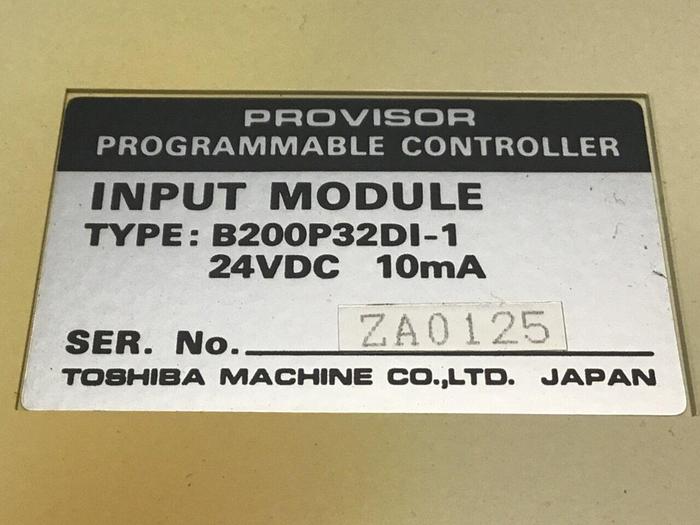 PROVISOR
PROGRAMMABLE CONTROLLER
INPUT MODULE
TYPE: B200P32DI-1
24VDC 10mA
SER. No. ZA0125
TOSHIBA MACHINE CO.,LTD. JAPAN